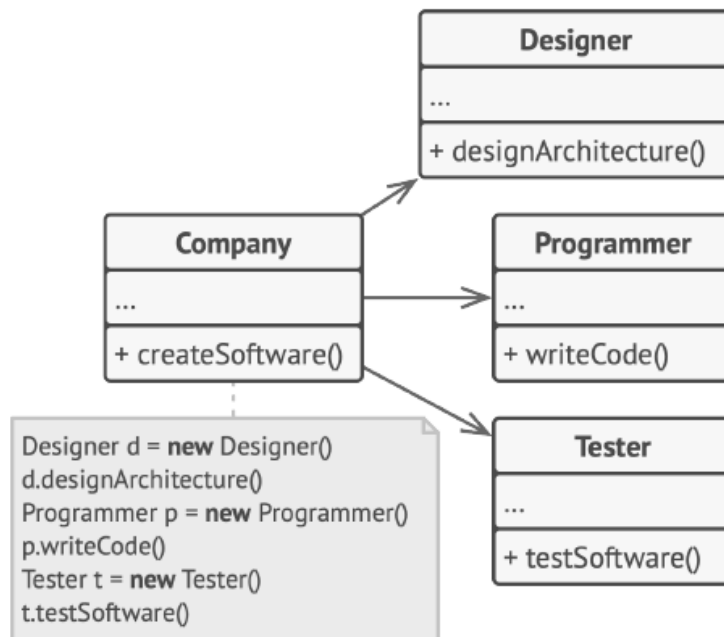 Designer
...
+ designArchitecture()
Company
...
+ createSoftware()
Programmer
...
+ writeCode()
Tester
...
+ testSoftware()
Designer d = new Designer()
d.designArchitecture()
Programmer p = new Programmer()
p.writeCode()
Tester t = new Tester()
t.testSoftware()